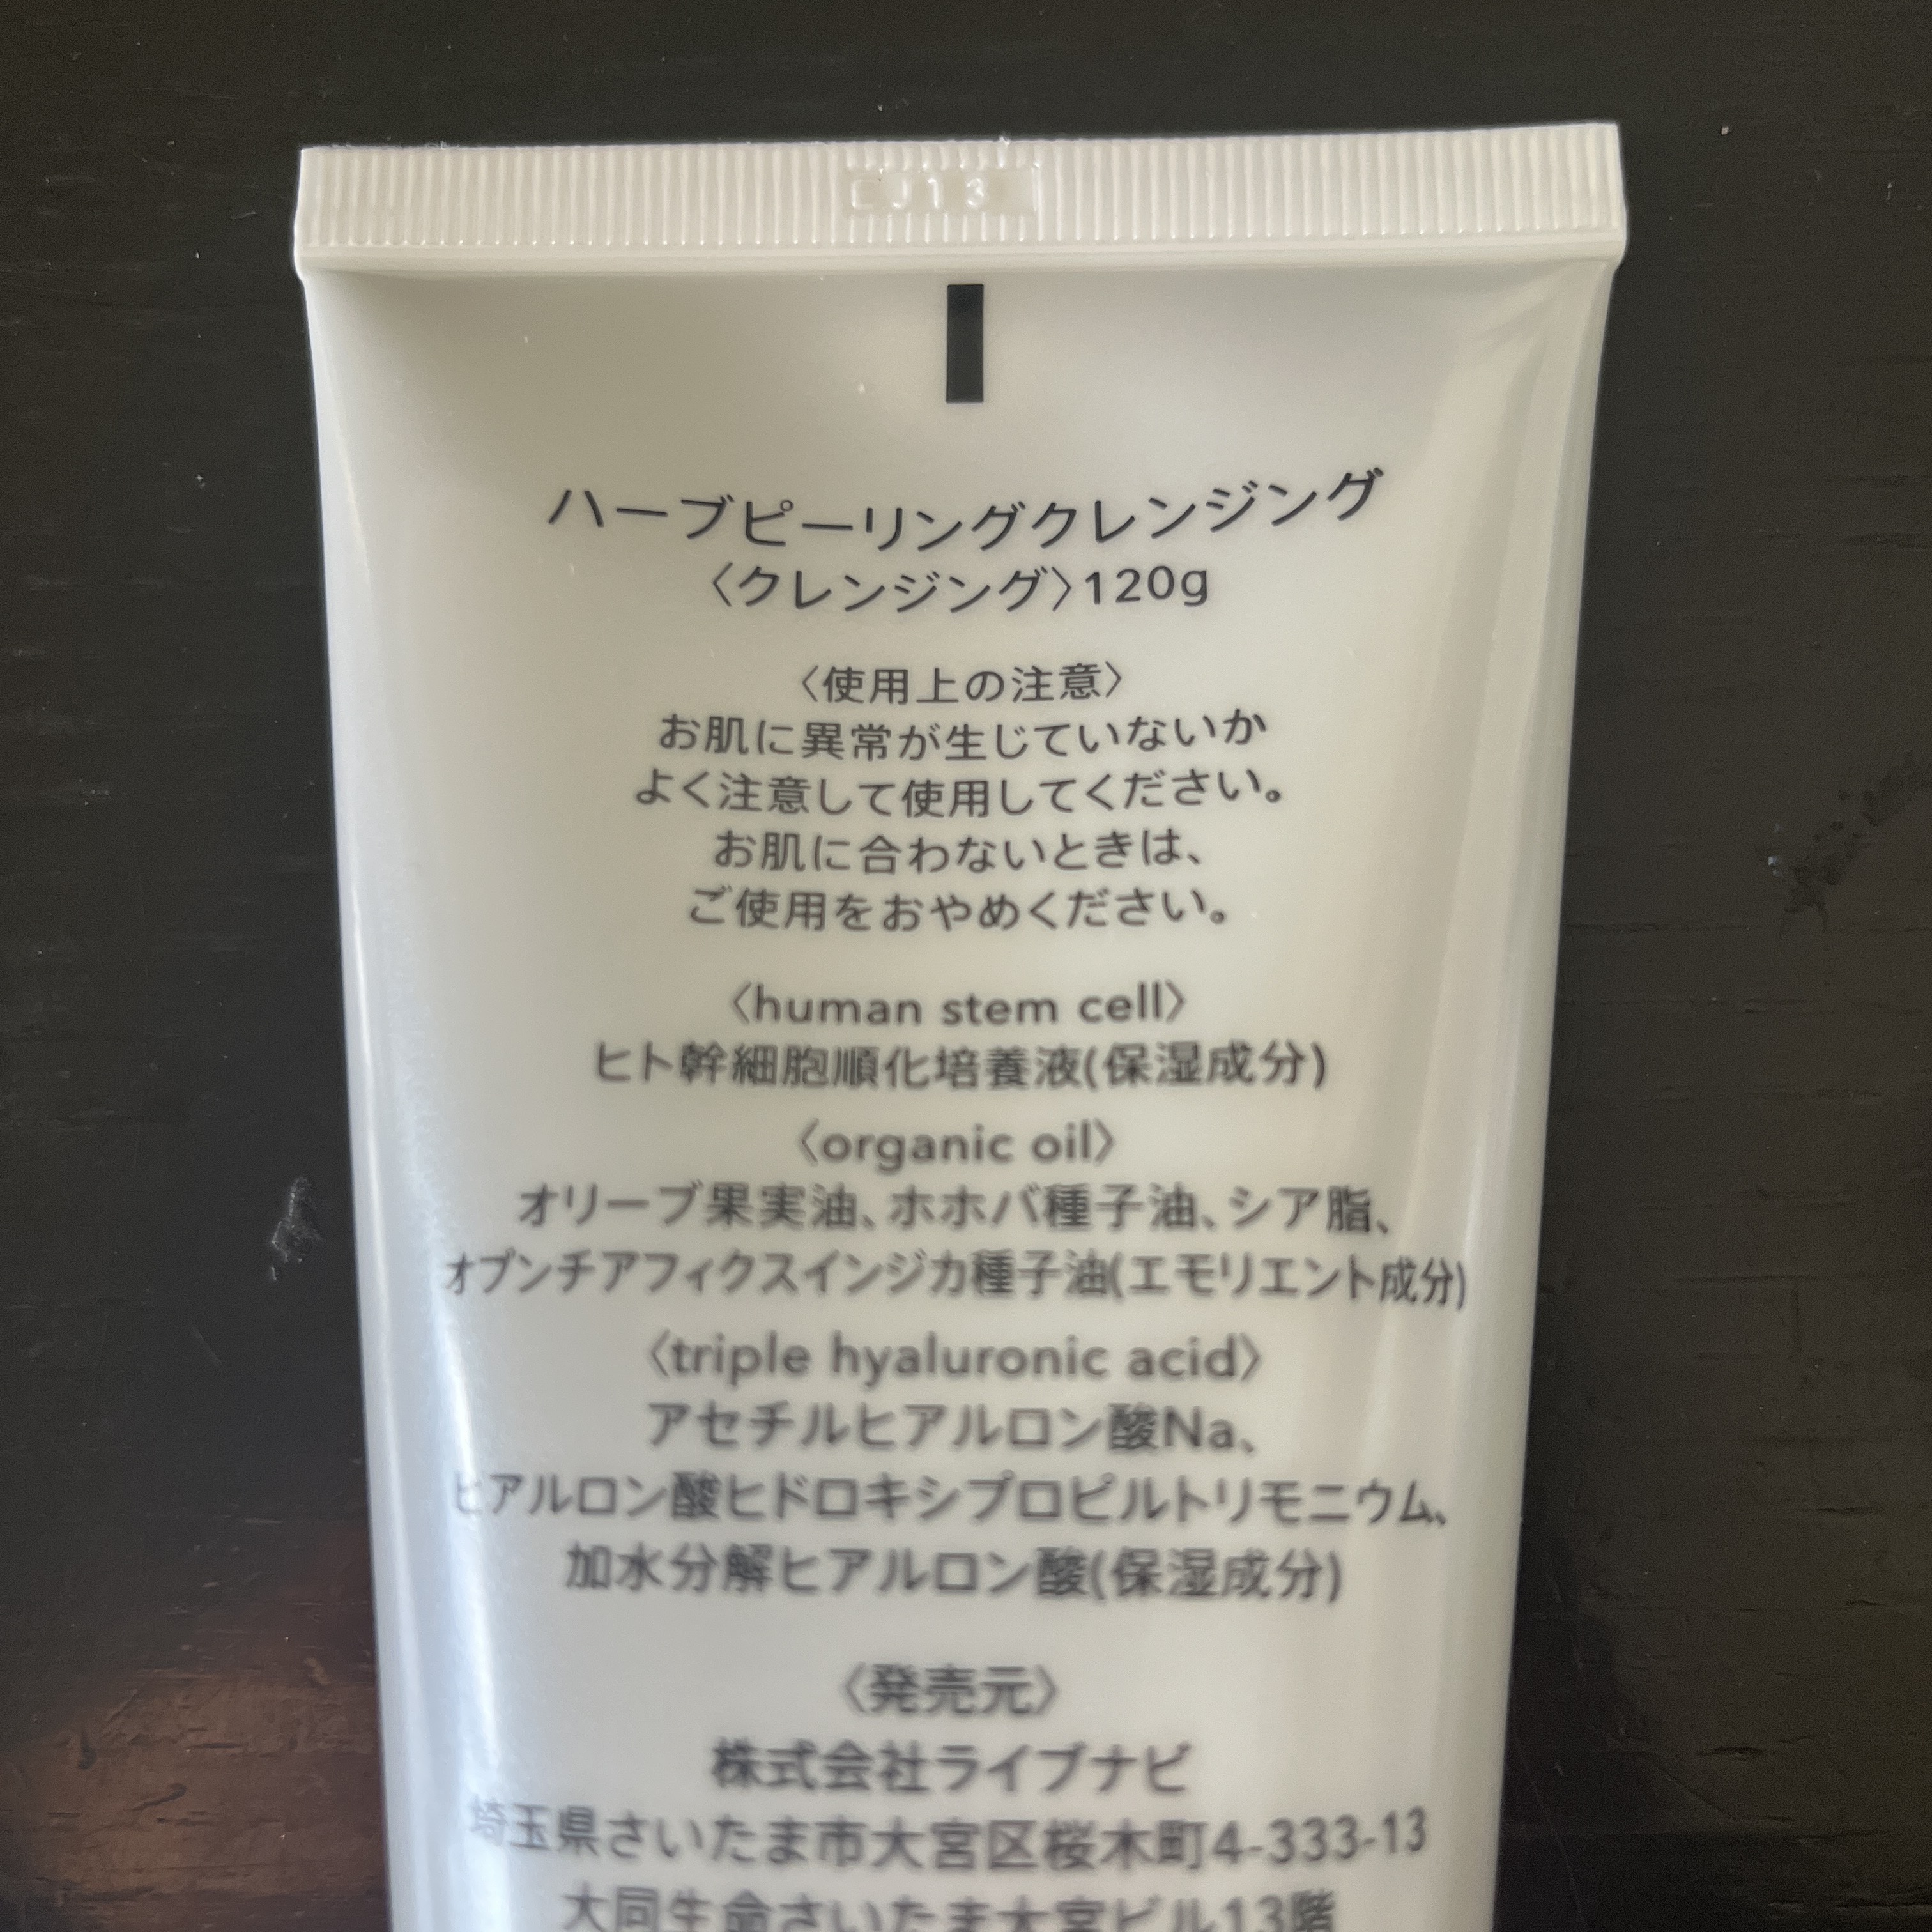 ハーブピーリングクレンジング
〈クレンジング〉120g
〈使用上の注意〉
お肌に異常が生じていないか
よく注意して使用してください。
お肌に合わないときは、
ご使用をおやめください。
〈human stem cell〉
ヒト幹細胞順化培養液(保湿成分)
〈organic oil〉
オリーブ果実油、ホホバ種子油、シア脂、
オプンチアフィクスインジカ種子油(エモリエント成分)
〈triple hyaluronic acid〉
アセチルヒアルロン酸Na、
ヒアルロン酸ヒドロキシプロピルトリモニウム、
加水分解ヒアルロン酸(保湿成分)
〈発売元〉
株式会社ライブナビ
埼玉県さいたま市大宮区桜木町4-333-13
大同生命さいたま大宮ビル13階